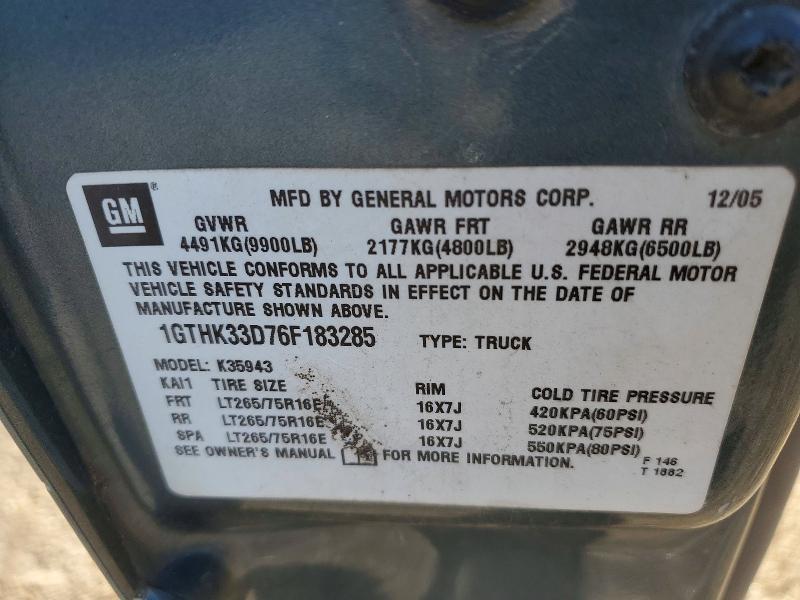 GM® MFD BY GENERAL MOTORS CORP. 12/05
GVWR GAWR FRT GAWR RR
4491KG(9900LB) 2177KG(4800LB) 2948KG(6500LB)
THIS VEHICLE CONFORMS TO ALL APPLICABLE U.S. FEDERAL MOTOR
VEHICLE SAFETY STANDARDS IN EFFECT ON THE DATE OF
MANUFACTURE SHOWN ABOVE.
1GTHK33D76F183285 TYPE: TRUCK
MODEL: K35943
KAI1 TIRE SIZE RIM COLD TIRE PRESSURE
FRT LT265/75R16E 16X7J 420KPA(60PSI)
RR LT265/75R16E 16X7J 520KPA(75PSI)
SPA LT265/75R16E 16X7J 550KPA(80PSI)
SEE OWNER'S MANUAL FOR MORE INFORMATION.
F 146
T 1882